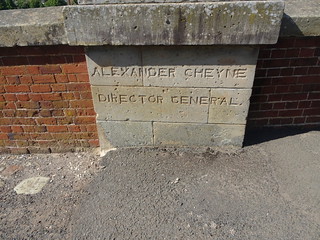 ALEXANDER CHEYNE
DIRECTOR GENERAL.